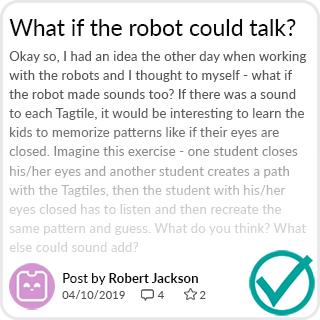 What if the robot could talk?
Okay so, I had an idea the other day when working
with the robots and I thought to myself - what if
the robot made sounds too? If there was a sound
to each Tagtile, it would be interesting to learn the
kids to memorize patterns like if their eyes are
closed. Imagine this exercise - one student closes
his/her eyes and another student creates a path
with the Tagtiles, then the student with his/her
eyes closed has to listen and then recreate the
same pattern and guess. What do you think? What
else could sound add?
Post by Robert Jackson
04/10/2019 4 2